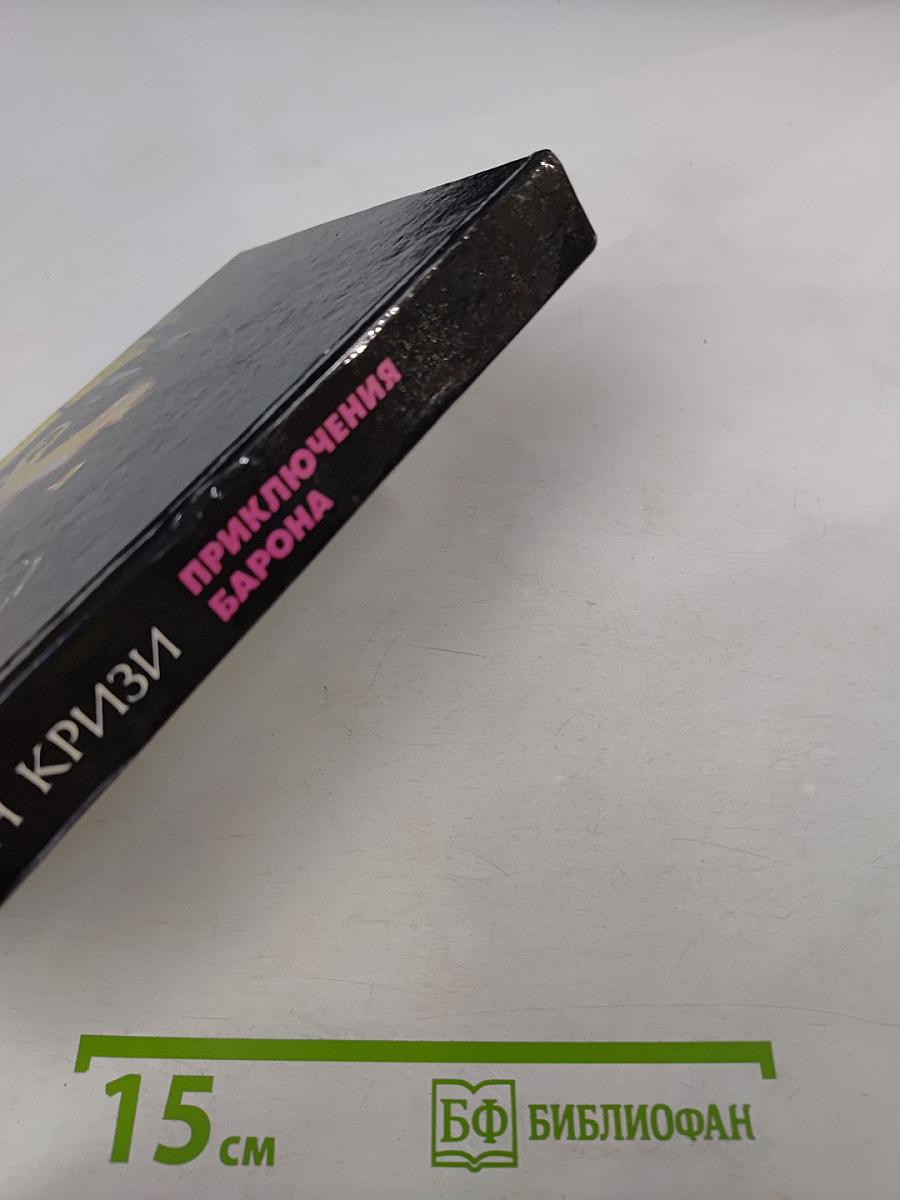 КРИЗИ
ПРИКЛЮЧЕНИЯ
БАРОНА
15 см
БФ БИБЛИОФАН